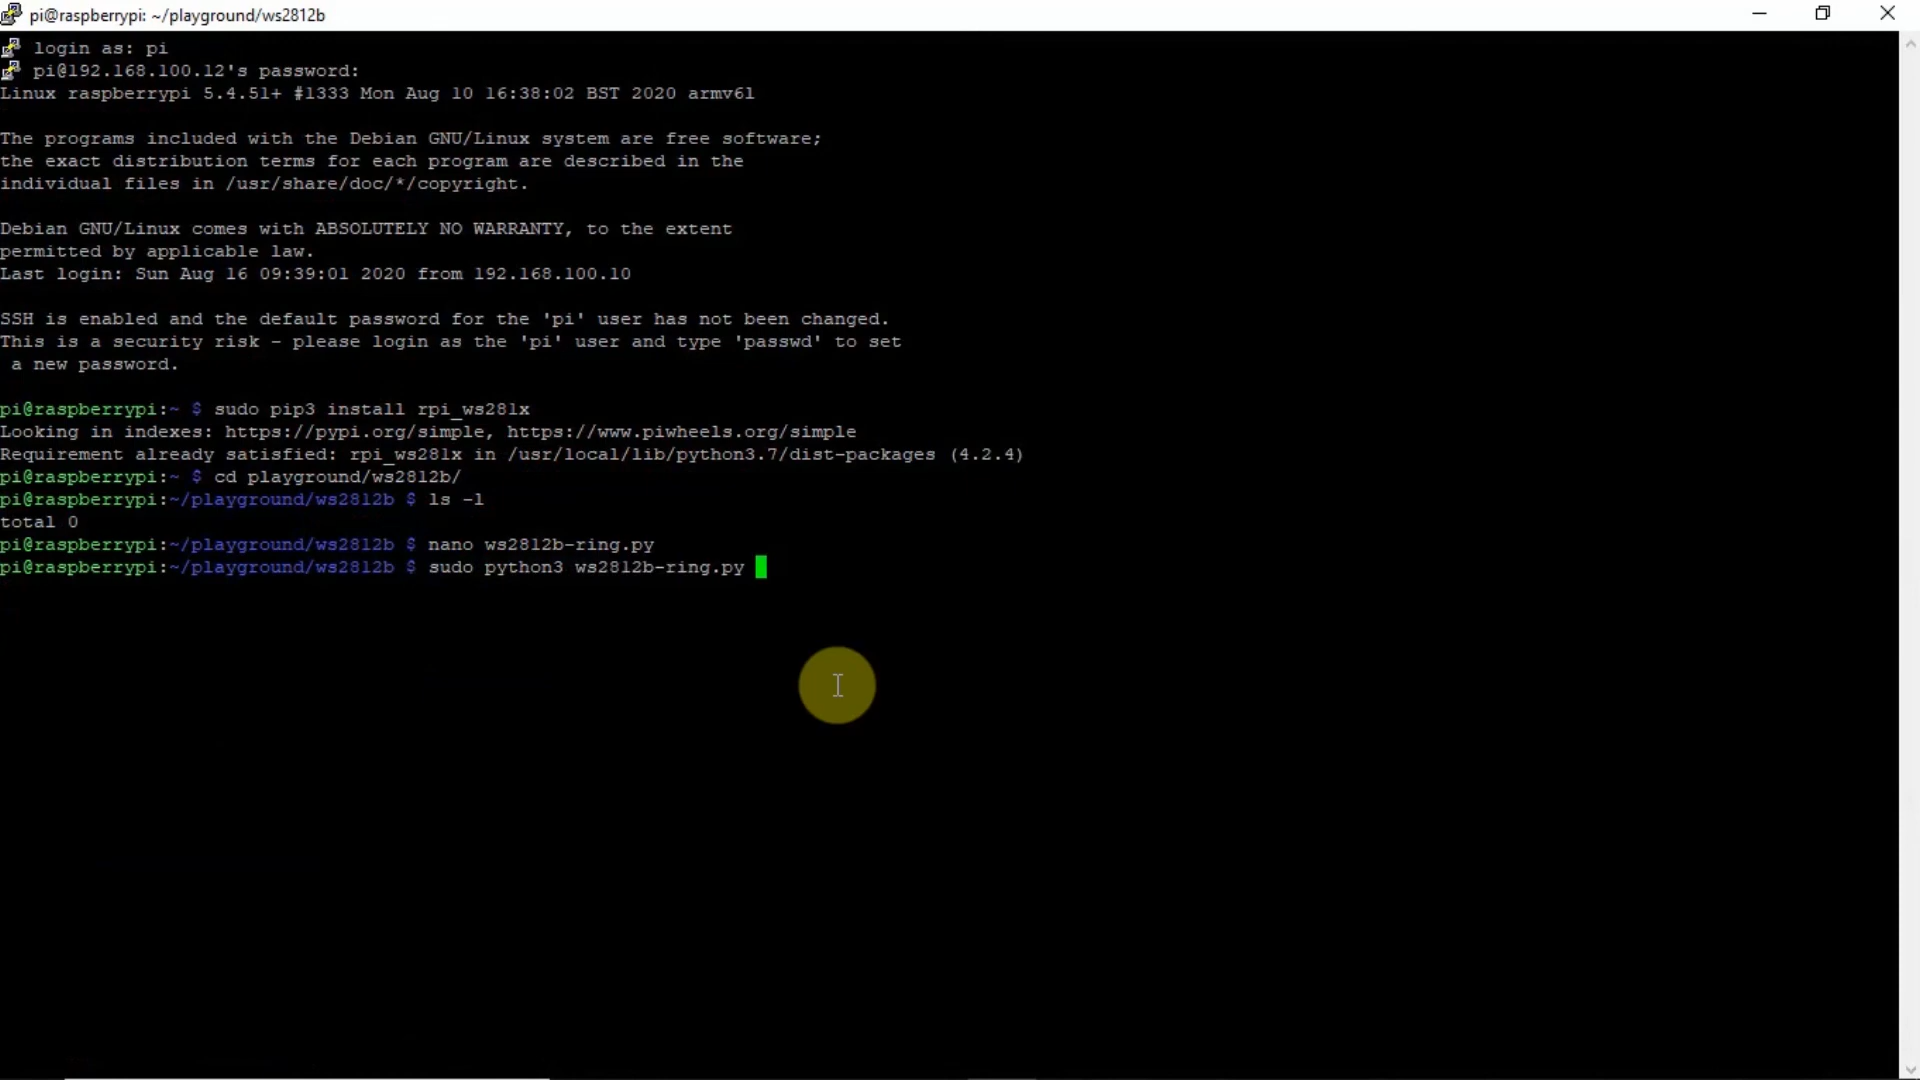 pi@raspberrypi: ~/playground/ws2812b
login as: pi
pi@192.168.100.12's password:
Linux raspberrypi 5.4.51+ #1333 Mon Aug 10 16:38:02 BST 2020 armv6l
The programs included with the Debian GNU/Linux system are free software;
the exact distribution terms for each program are described in the
individual files in /usr/share/doc/*/copyright.
Debian GNU/Linux comes with ABSOLUTELY NO WARRANTY, to the extent
permitted by applicable law.
Last login: Sun Aug 16 09:39:01 2020 from 192.168.100.10
SSH is enabled and the default password for the 'pi' user has not been changed.
This is a security risk - please login as the 'pi' user and type 'passwd' to set
 a new password.
pi@raspberrypi:~ $ sudo pip3 install rpi_ws281x
Looking in indexes: https://pypi.org/simple, https://www.piwheels.org/simple
Requirement already satisfied: rpi_ws281x in /usr/local/lib/python3.7/dist-packages (4.2.4)
pi@raspberrypi:~ $ cd playground/ws2812b/
pi@raspberrypi:~/playground/ws2812b $ ls -l
total 0
pi@raspberrypi:~/playground/ws2812b $ nano ws2812b-ring.py
pi@raspberrypi:~/playground/ws2812b $ sudo python3 ws2812b-ring.py